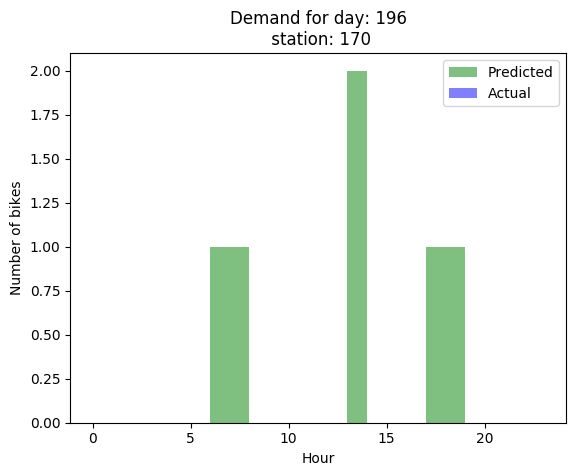 Demand for day: 196
station: 170
Predicted
Actual
2.00
1.75
1.50
1.25
1.00
0.75
0.50
0.25
0.00
Number of bikes
0 5 10 15 20
Hour